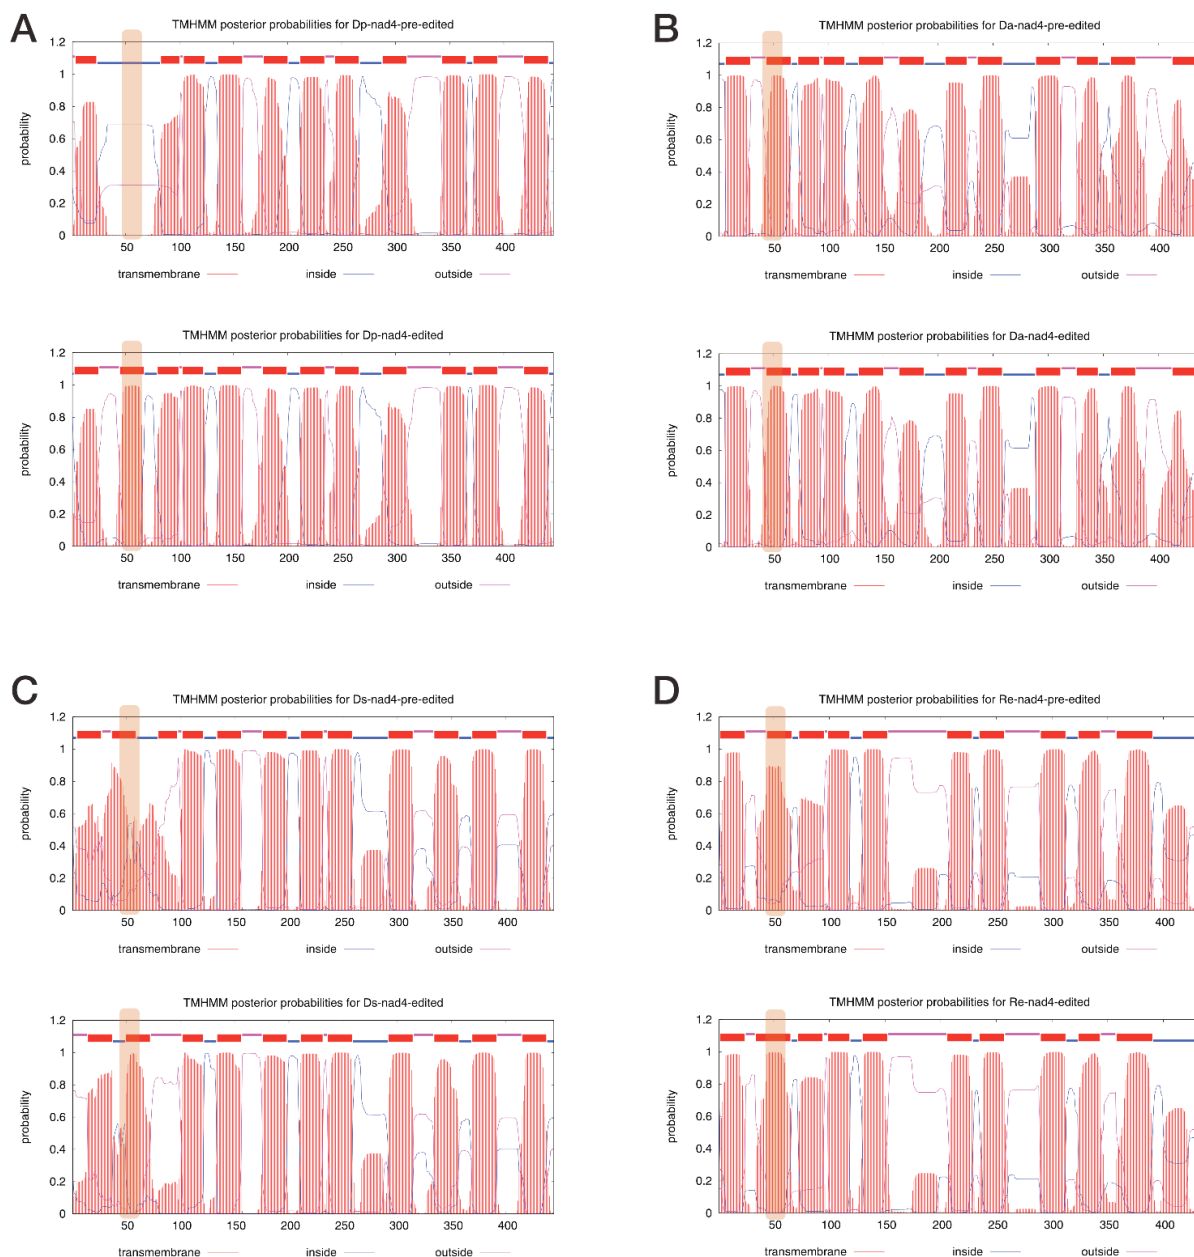 A
TMHMM posterior probabilities for Dp-nad4-pre-edited
1.2
1
0.8
0.6
0.4
0.2
0
probability
50 100 150 200 250 300 350 400
transmembrane inside outside
TMHMM posterior probabilities for Dp-nad4-edited
1.2
1
0.8
0.6
0.4
0.2
0
probability
50 100 150 200 250 300 350 400
transmembrane inside outside
B
TMHMM posterior probabilities for Da-nad4-pre-edited
1.2
1
0.8
0.6
0.4
0.2
0
probability
50 100 150 200 250 300 350 400
transmembrane inside outside
TMHMM posterior probabilities for Da-nad4-edited
1.2
1
0.8
0.6
0.4
0.2
0
probability
50 100 150 200 250 300 350 400
transmembrane inside outside
C
TMHMM posterior probabilities for Ds-nad4-pre-edited
1.2
1
0.8
0.6
0.4
0.2
0
probability
50 100 150 200 250 300 350 400
transmembrane inside outside
TMHMM posterior probabilities for Ds-nad4-edited
1.2
1
0.8
0.6
0.4
0.2
0
probability
50 100 150 200 250 300 350 400
transmembrane inside outside
D
TMHMM posterior probabilities for Re-nad4-pre-edited
1.2
1
0.8
0.6
0.4
0.2
0
probability
50 100 150 200 250 300 350 400
transmembrane inside outside
TMHMM posterior probabilities for Re-nad4-edited
1.2
1
0.8
0.6
0.4
0.2
0
probability
50 100 150 200 250 300 350 400
transmembrane inside outside